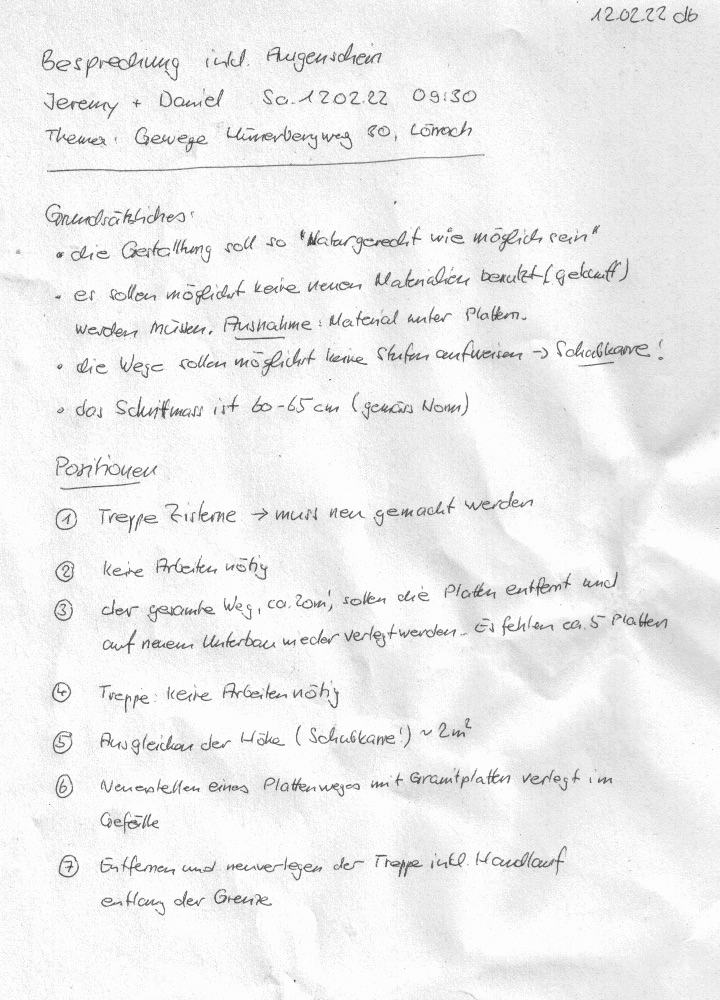 12.02.22 db
Besprechung inkl. Augenschein
Jeremy + Daniel Sa. 12.02.22 09:30
Thema: Gewege Hünerbergweg 80, Lörrach
Grundsätzliches:
• die Gestaltung soll so "Naturgerecht wie möglich sein"
• es sollen möglichst keine neuen Materialien benutzt (gekauft)
werden müssen. Ausnahme: Material unter Platten.
• die Wege sollen möglichst keine Stufen aufweisen → Schubkarre!
• das Schrittmass ist 60-65 cm (gemäss Norm)
Positionen
① Treppe Zisterne → muss neu gemacht werden
② keine Arbeiten nötig
③ der gesamte Weg, ca. 20m', sollen die Platten entfernt und
auf neuem Unterbau wieder verlegt werden. Es fehlen ca. 5 Platten
④ Treppe: keine Arbeiten nötig
⑤ Ausgleichen der Höhe (Schubkarre!) ~ 2m²
⑥ Neuerstellen eines Plattenweges mit Granitplatten verlegt im
Gefälle
⑦ Entfernen und neuverlegen der Treppe inkl. Handlauf
entlang der Grenze